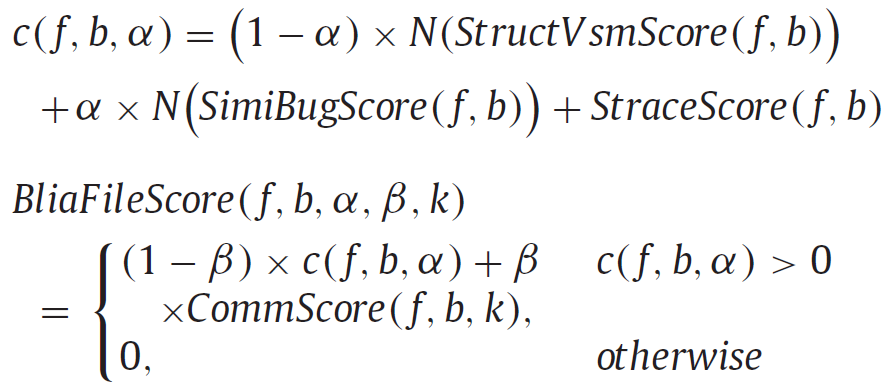 c(f, b, α) = (1 − α) × N(StructVsmScore(f, b))
+α × N(SimiBugScore(f, b)) + StraceScore(f, b)
BliaFileScore(f, b, α, β, k)
= { (1 − β) × c(f, b, α) + β c(f, b, α) > 0
×CommScore(f, b, k),
0, otherwise